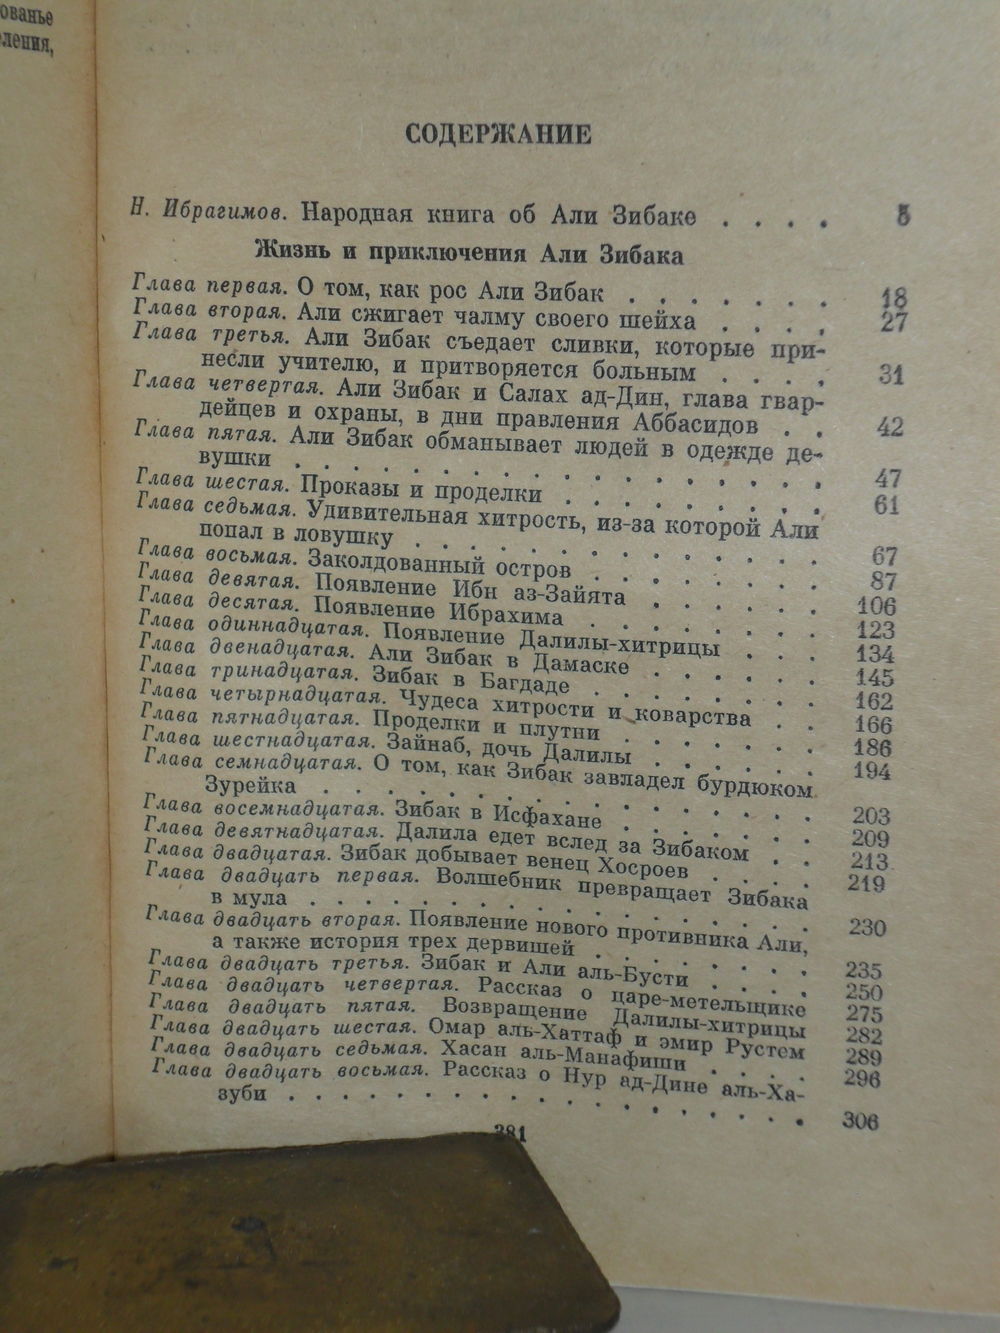 ованье
ления,
СОДЕРЖАНИЕ
Н. Ибрагимов. Народная книга об Али Зибаке . . . . 5
Жизнь и приключения Али Зибака
Глава первая. О том, как рос Али Зибак . . . . . . . 18
Глава вторая. Али сжигает чалму своего шейха . . . . 27
Глава третья. Али Зибак съедает сливки, которые при-
несли учителю, и притворяется больным . . . . 31
Глава четвертая. Али Зибак и Салах ад-Дин, глава гвар-
дейцев и охраны, в дни правления Аббасидов . . 42
Глава пятая. Али Зибак обманывает людей в одежде де-
вушки . . . . . . . . . . . . . . . . . . 47
Глава шестая. Проказы и проделки . . . . . . . . . 61
Глава седьмая. Удивительная хитрость, из-за которой Али
попал в ловушку . . . . . . . . . . . . . . 67
Глава восьмая. Заколдованный остров . . . . . . . . 87
Глава девятая. Появление Ибн аз-Зайята . . . . . . 106
Глава десятая. Появление Ибрахима . . . . . . . . 123
Глава одиннадцатая. Появление Далилы-хитрицы . . . 134
Глава двенадцатая. Али Зибак в Дамаске . . . . . . 145
Глава тринадцатая. Зибак в Багдаде . . . . . . . . 162
Глава четырнадцатая. Чудеса хитрости и коварства . . 166
Глава пятнадцатая. Проделки и плутни . . . . . . . 186
Глава шестнадцатая. Зайнаб, дочь Далилы . . . . . . 194
Глава семнадцатая. О том, как Зибак завладел бурдюком
Зурейка . . . . . . . . . . . . . . . . . 203
Глава восемнадцатая. Зибак в Исфахане . . . . . . . 209
Глава девятнадцатая. Далила едет вслед за Зибаком . . 213
Глава двадцатая. Зибак добывает венец Хосроев . . . . 219
Глава двадцать первая. Волшебник превращает Зибака
в мула . . . . . . . . . . . . . . . . . . 230
Глава двадцать вторая. Появление нового противника Али,
а также история трех дервишей . . . . . . . . 235
Глава двадцать третья. Зибак и Али аль-Бусти . . . . 250
Глава двадцать четвертая. Рассказ о царе-метельщике 275
Глава двадцать пятая. Возвращение Далилы-хитрицы 282
Глава двадцать шестая. Омар аль-Хаттаф и эмир Рустем 289
Глава двадцать седьмая. Хасан аль-Манафиши . . . . 296
Глава двадцать восьмая. Рассказ о Нур ад-Дине аль-Ха-
зуби . . . . . . . . . . . . . . . . . . . 306
381